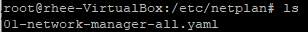 root@rhee-VirtualBox:/etc/netplan# ls
01-network-manager-all.yaml